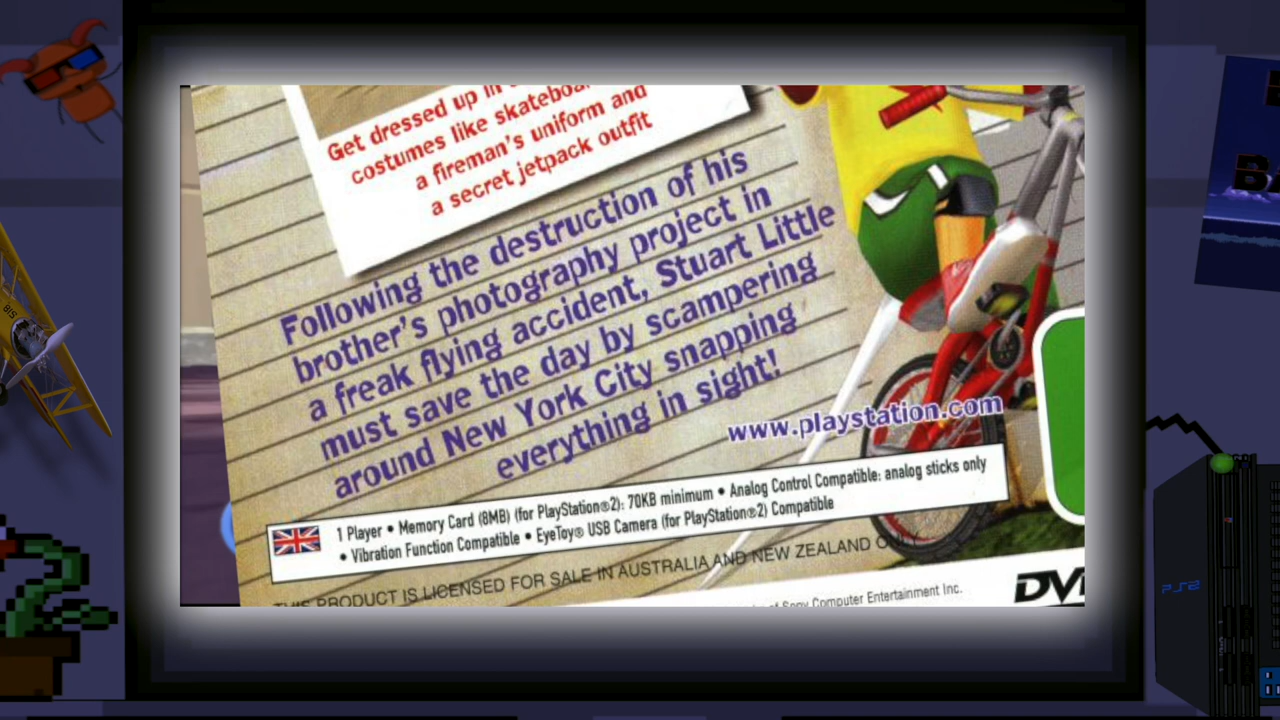 Get dressed up in
costumes like skateboa
a fireman's uniform and
a secret jetpack outfit
Following the destruction of his
brother's photography project in
a freak flying accident, Stuart Little
must save the day by scampering
around New York City snapping
everything in sight!
www.playstation.com
1 Player • Memory Card (8MB) (for PlayStation®2): 70KB minimum • Analog Control Compatible: analog sticks only
• Vibration Function Compatible • EyeToy® USB Camera (for PlayStation®2) Compatible
THIS PRODUCT IS LICENSED FOR SALE IN AUSTRALIA AND NEW ZEALAND
of Sony Computer Entertainment Inc.
DV
PS2